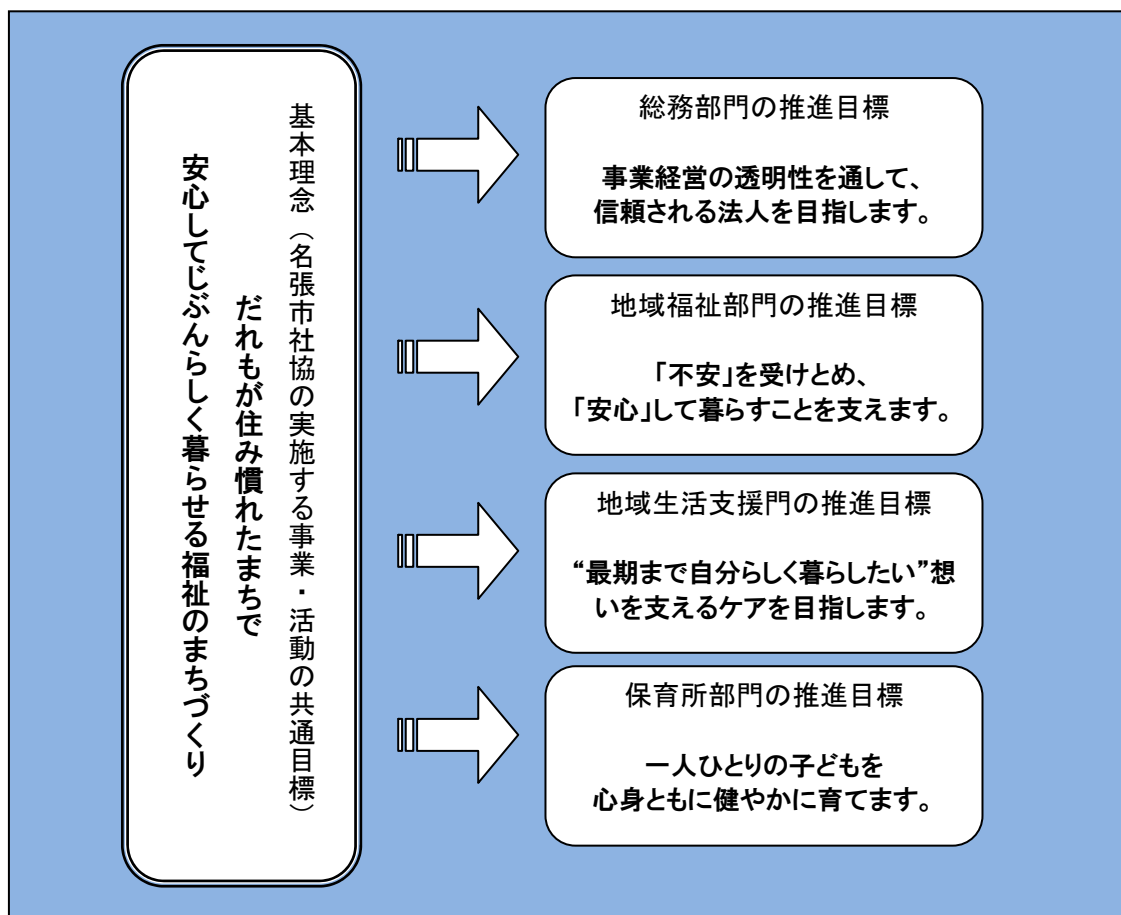 基本理念（名張市社協の実施する事業・活動の共通目標）
だれもが住み慣れたまちで
安心してじぶんらしく暮らせる福祉のまちづくり
総務部門の推進目標
事業経営の透明性を通して、
信頼される法人を目指します。
地域福祉部門の推進目標
「不安」を受けとめ、
「安心」して暮らすことを支えます。
地域生活支援門の推進目標
“最期まで自分らしく暮らしたい”想
いを支えるケアを目指します。
保育所部門の推進目標
一人ひとりの子どもを
心身ともに健やかに育てます。